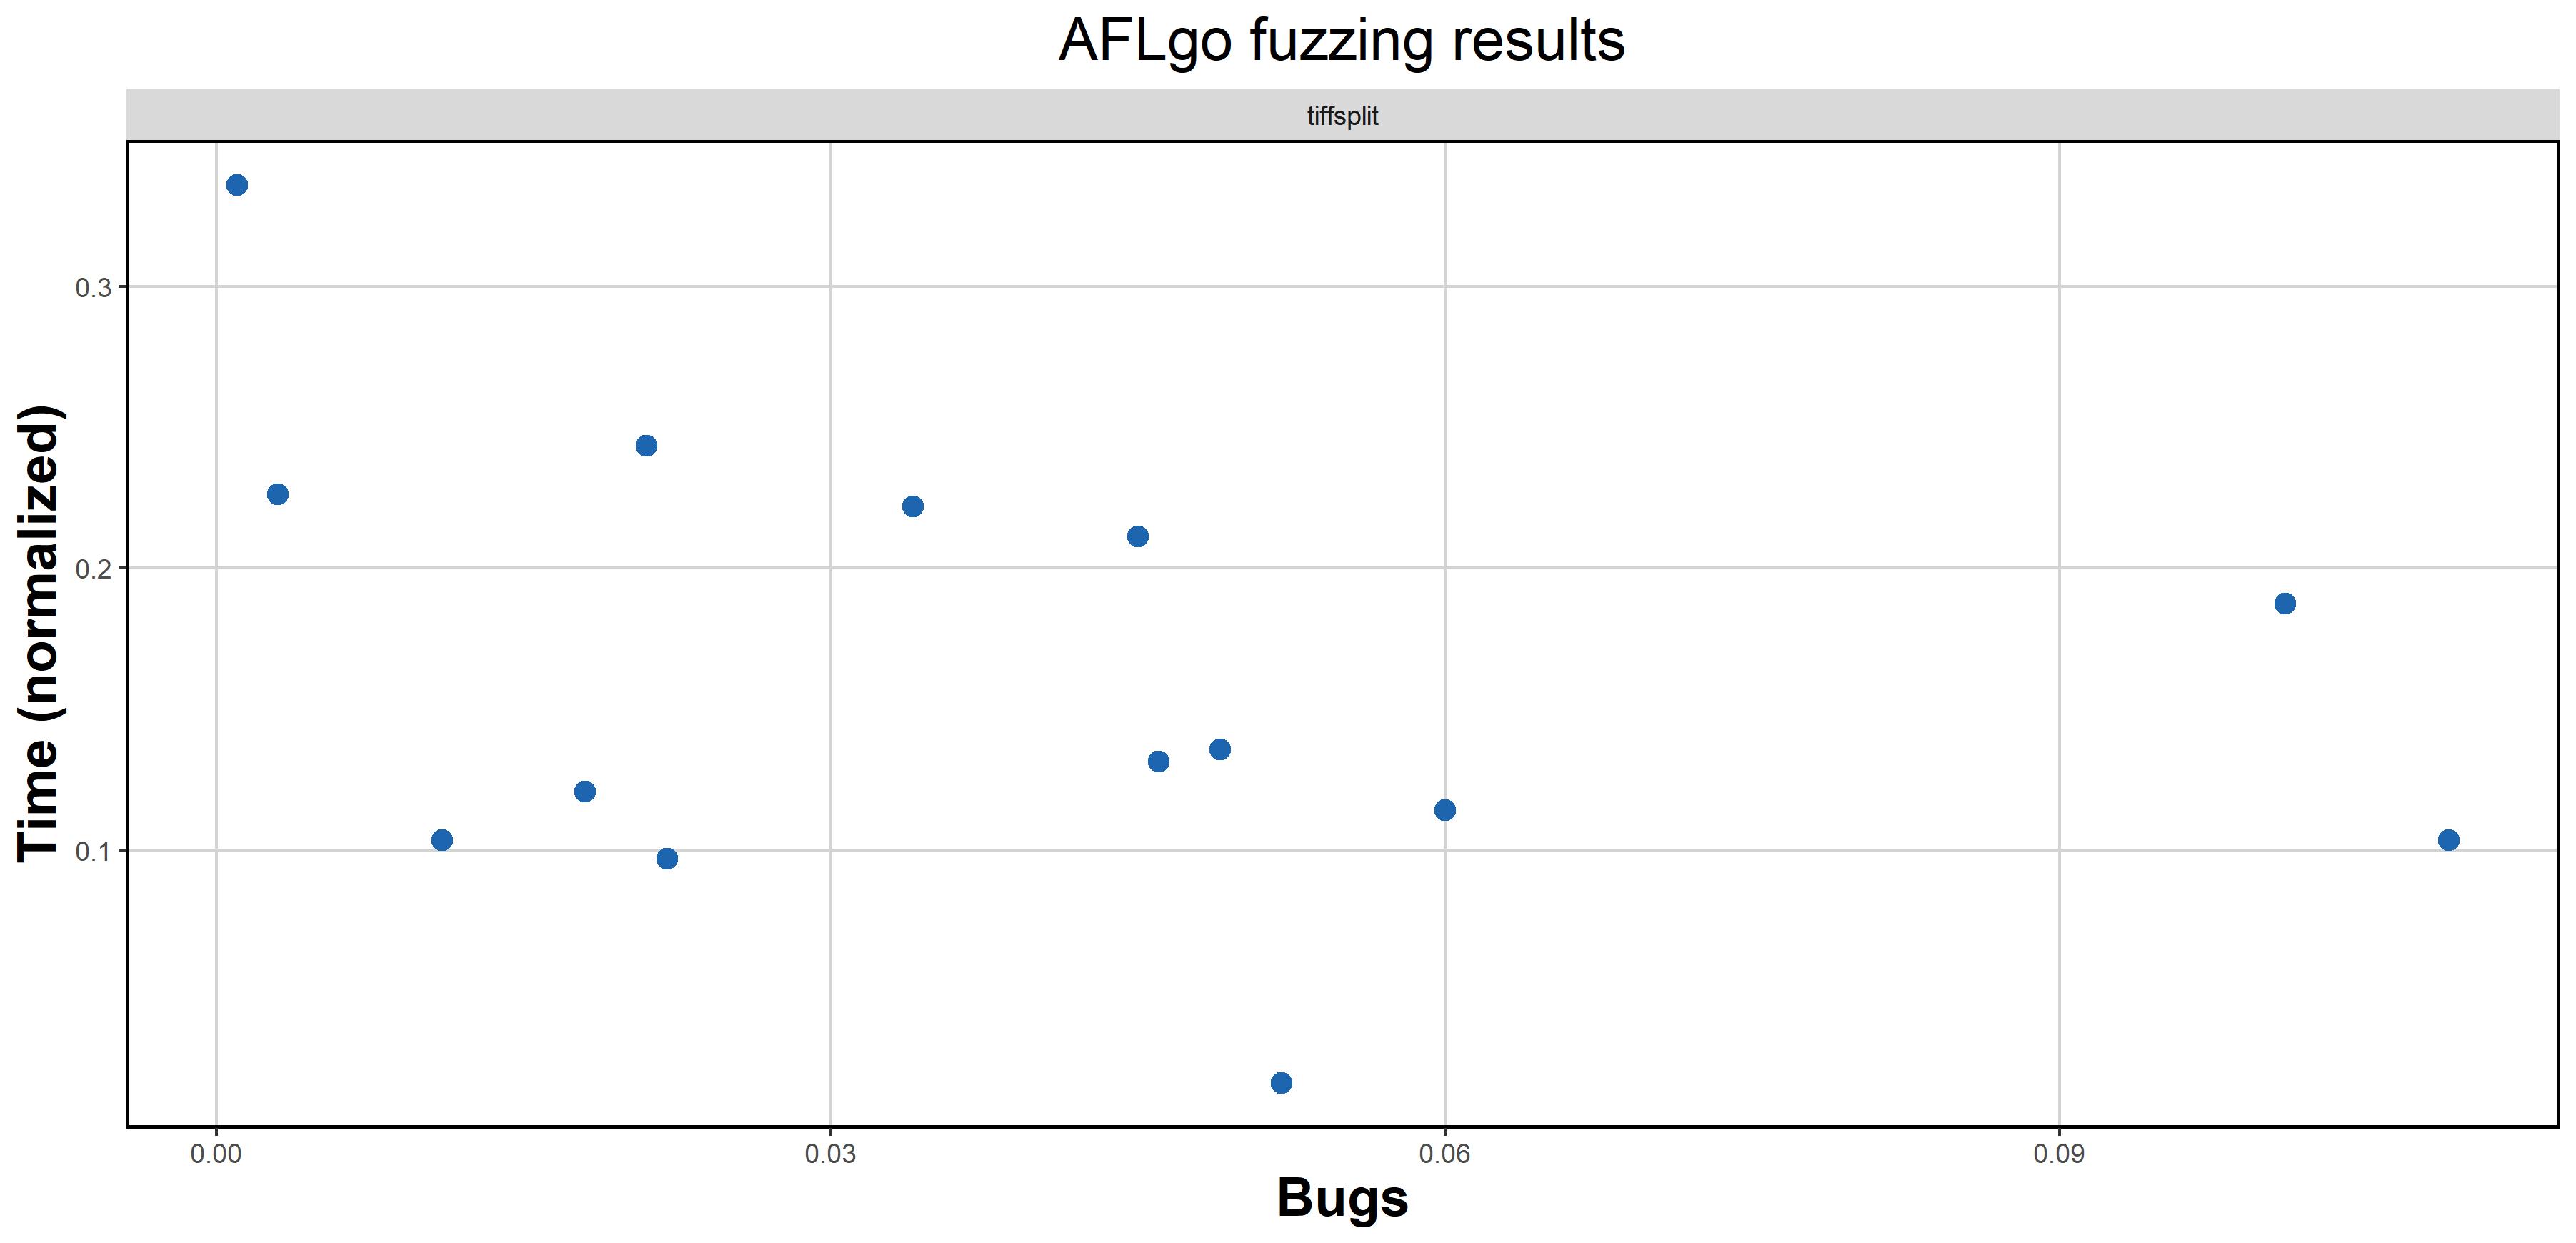 AFLgo fuzzing results
tiffsplit
Time (normalized)
0.3
0.2
0.1
0.00 0.03 0.06 0.09
Bugs